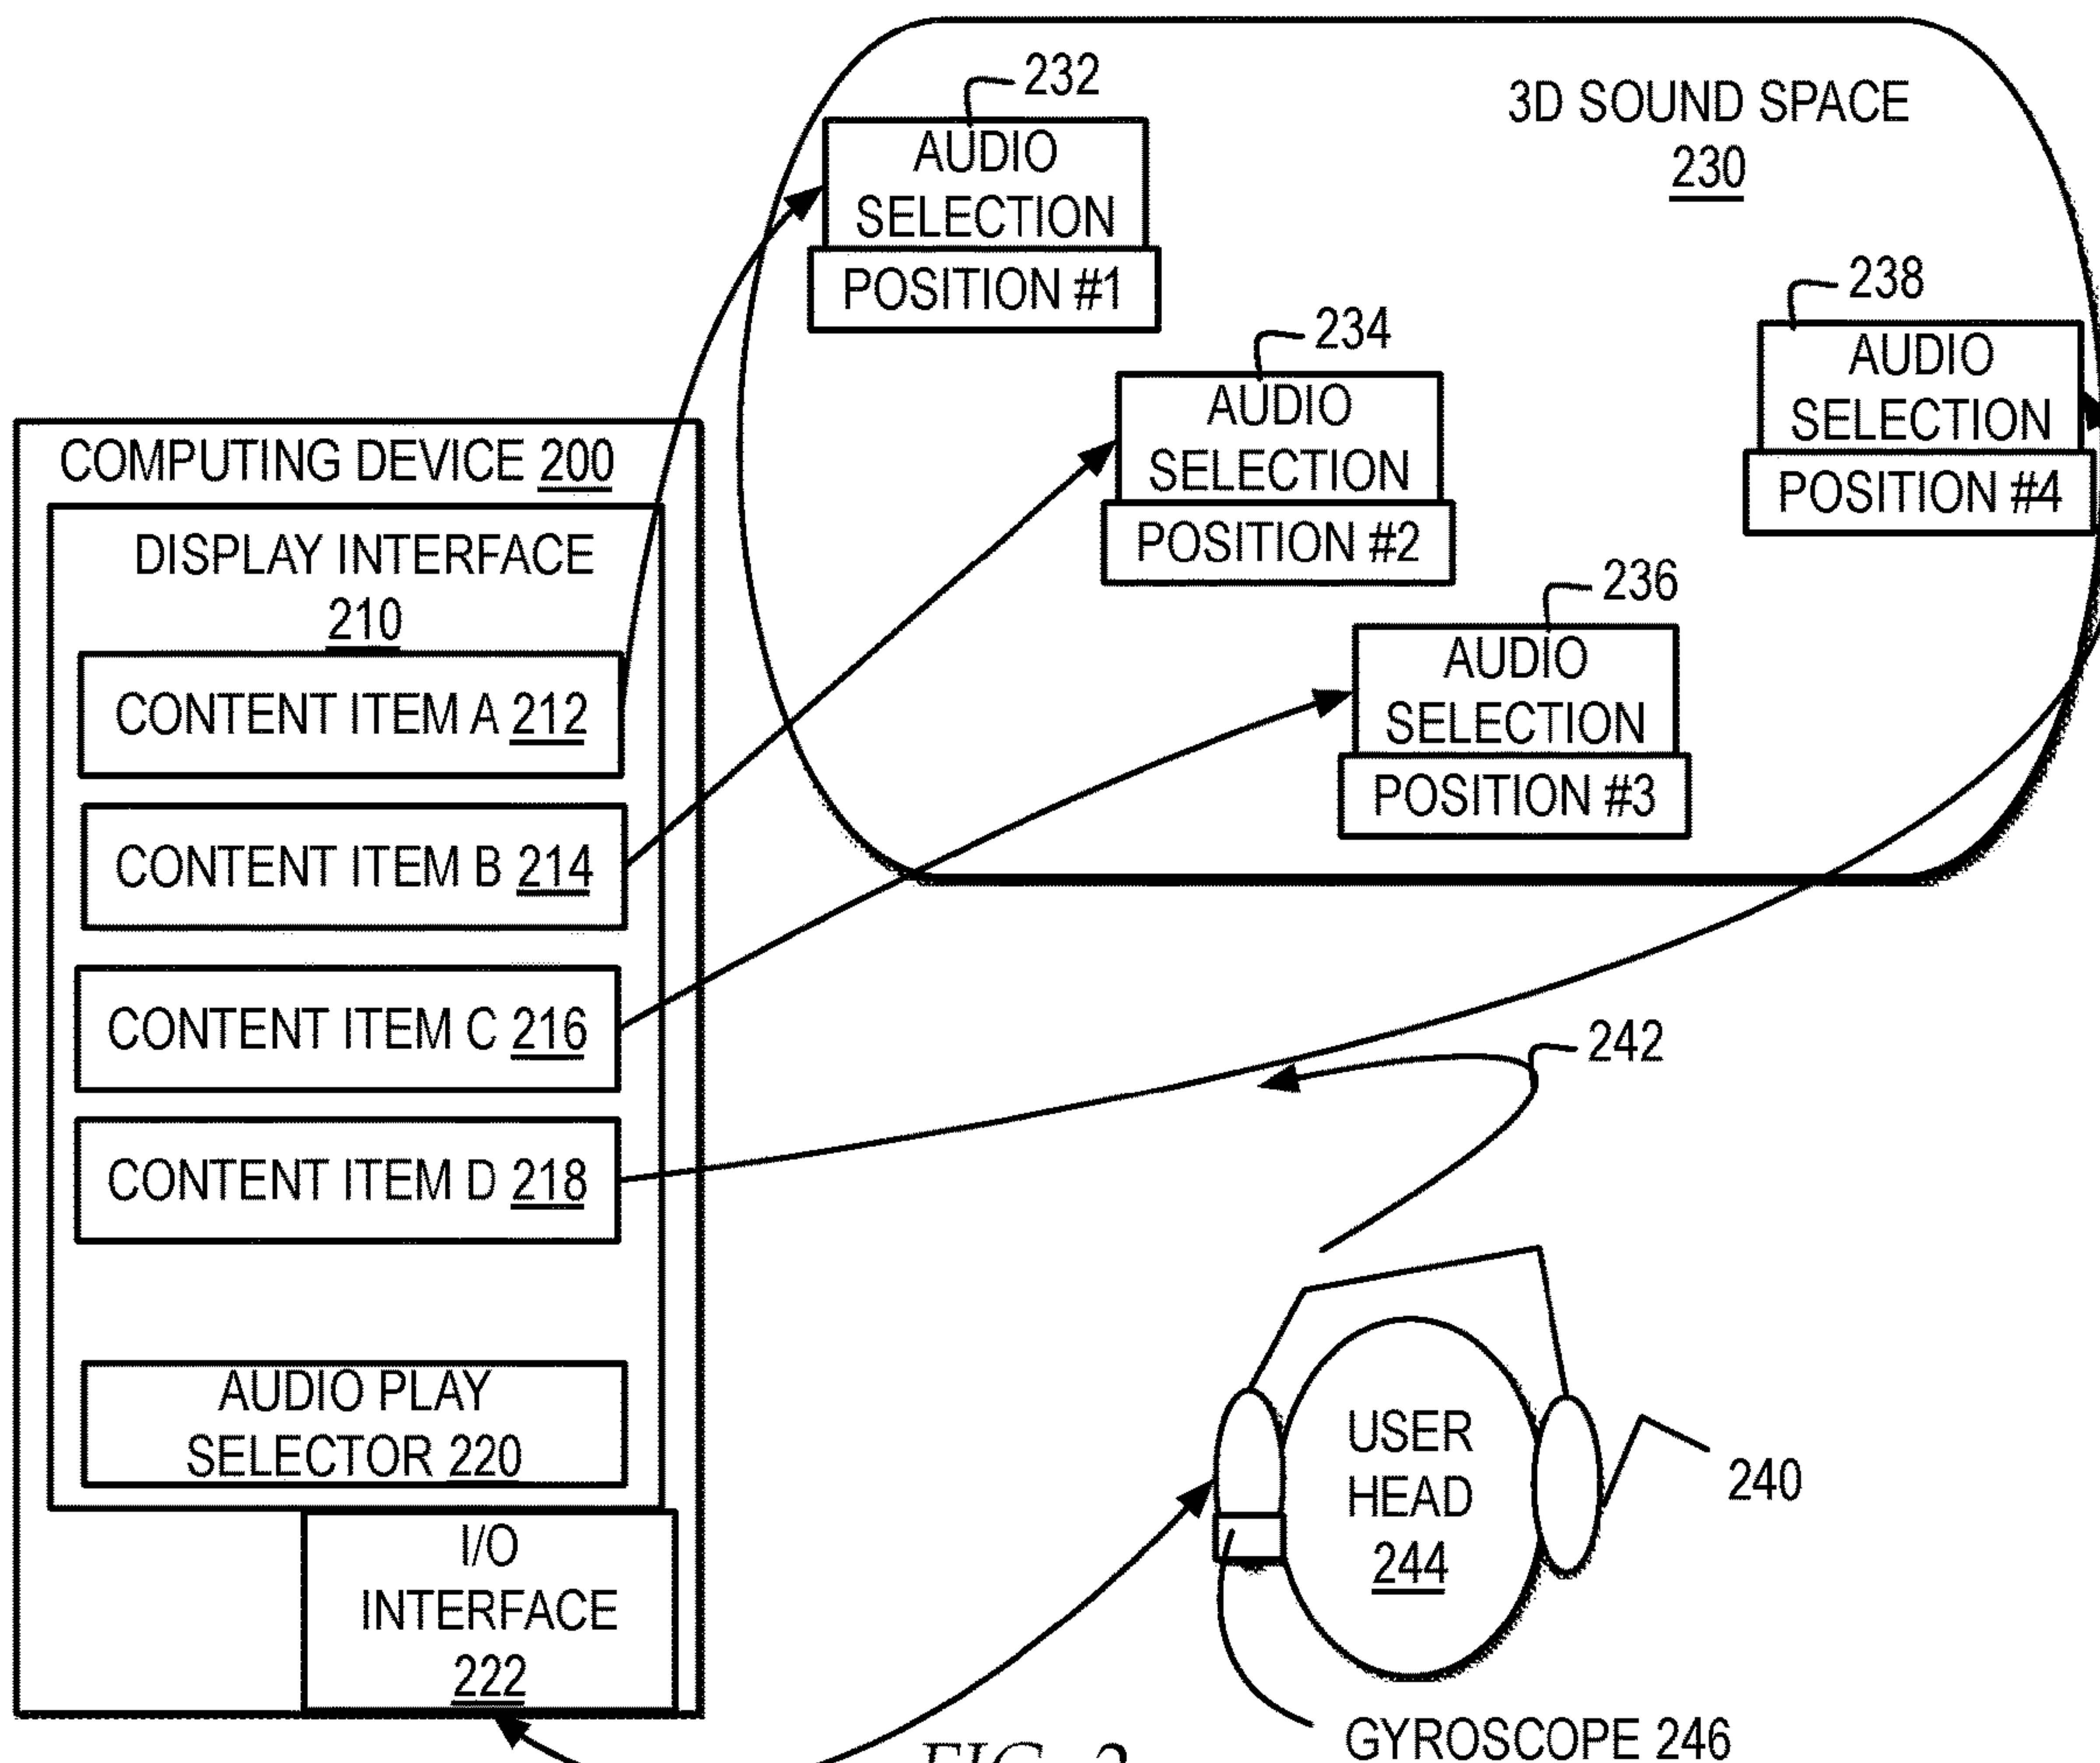 232
AUDIO
SELECTION
POSITION #1
3D SOUND SPACE
230
234
AUDIO
SELECTION
POSITION #2
238
AUDIO
SELECTION
POSITION #4
236
AUDIO
SELECTION
POSITION #3
COMPUTING DEVICE 200
DISPLAY INTERFACE
210
CONTENT ITEM A 212
CONTENT ITEM B 214
CONTENT ITEM C 216
CONTENT ITEM D 218
AUDIO PLAY
SELECTOR 220
I/O
INTERFACE
222
242
USER
HEAD
244
240
GYROSCOPE 246
FIG. 2